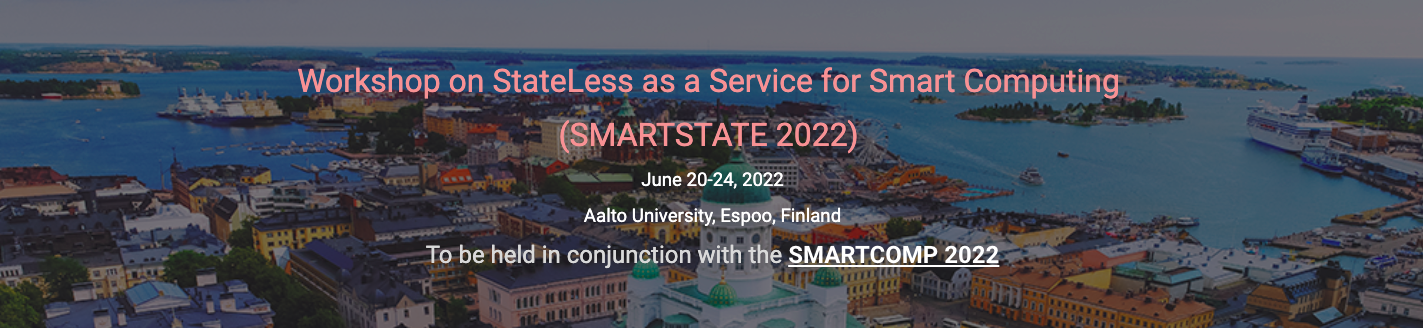 Workshop on StateLess as a Service for Smart Computing
(SMARTSTATE 2022)
June 20-24, 2022
Aalto University, Espoo, Finland
To be held in conjunction with the SMARTCOMP 2022